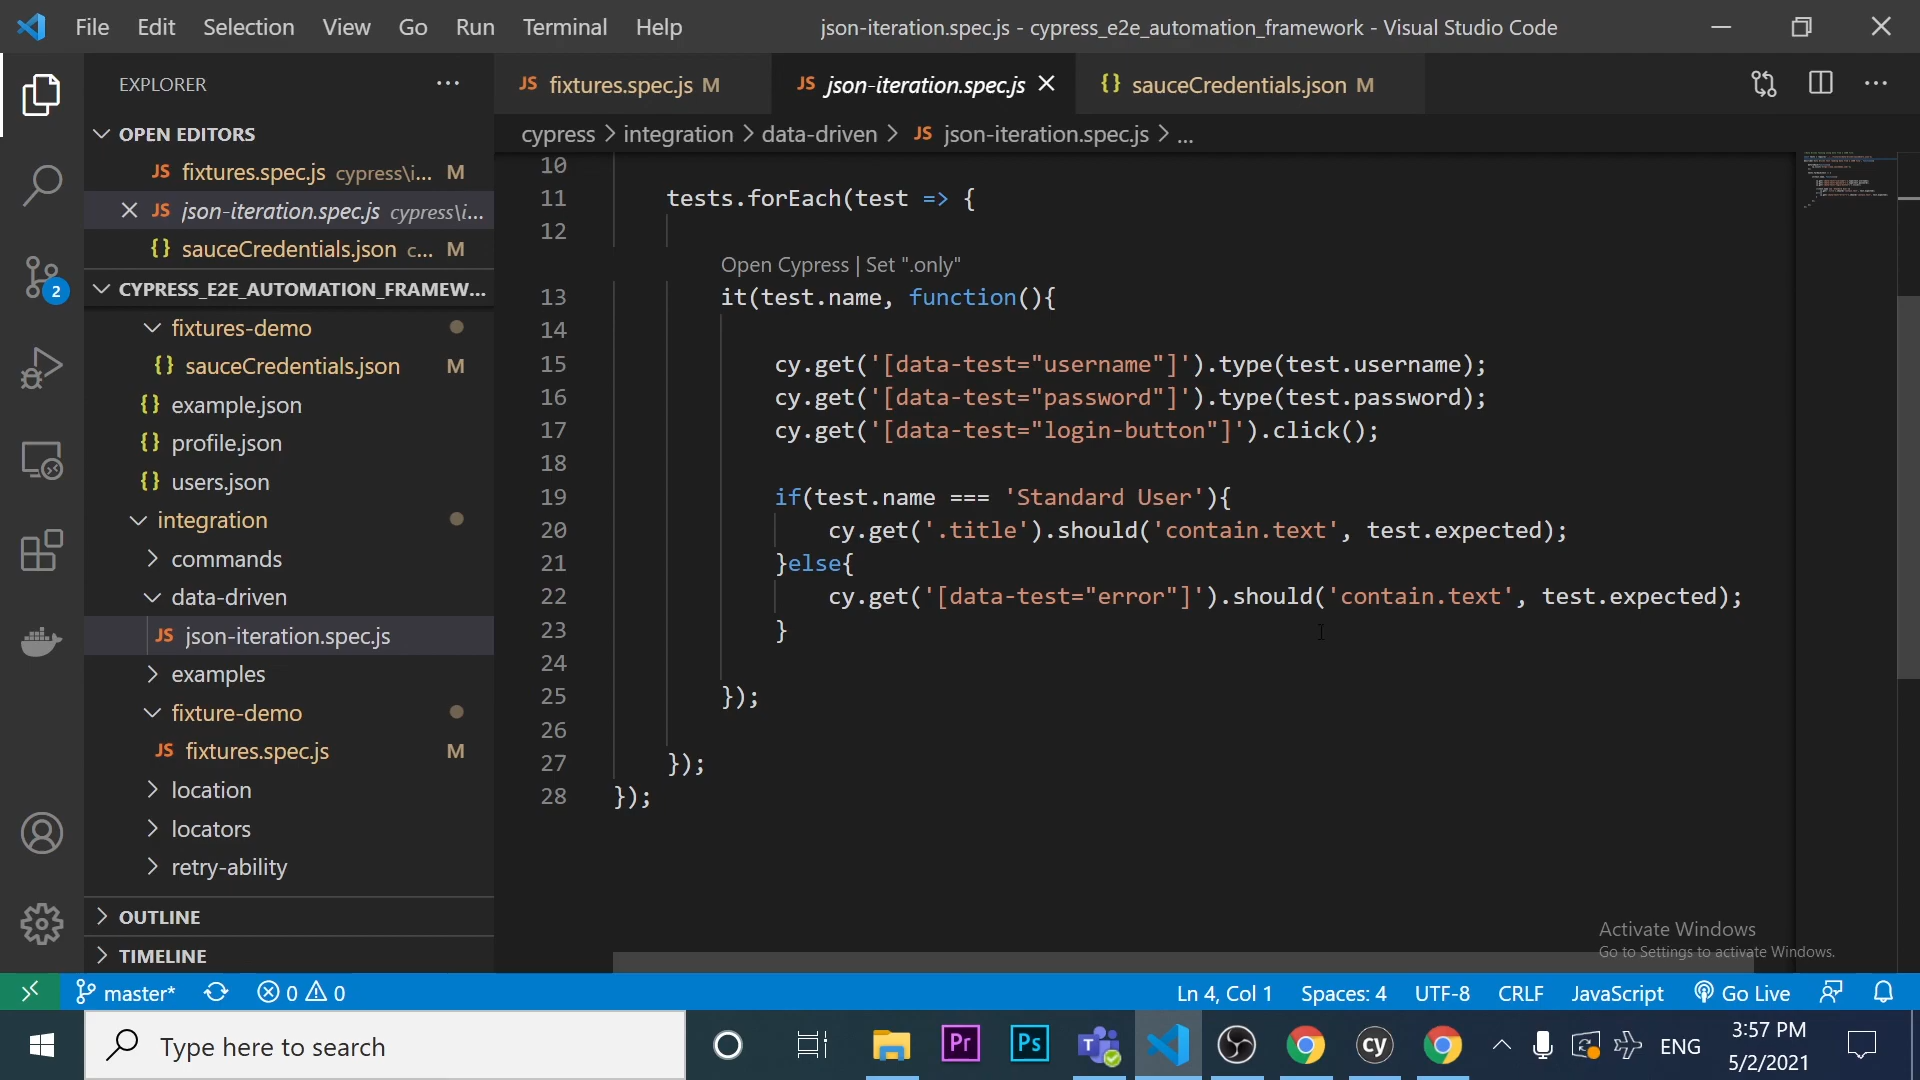 File Edit Selection View Go Run Terminal Help
json-iteration.spec.js - cypress_e2e_automation_framework - Visual Studio Code
EXPLORER
OPEN EDITORS
JS fixtures.spec.js cypress\i... M
JS json-iteration.spec.js cypress\i...
{} sauceCredentials.json c... M
CYPRESS_E2E_AUTOMATION_FRAMEW...
fixtures-demo
{} sauceCredentials.json M
{} example.json
{} profile.json
{} users.json
integration
commands
data-driven
JS json-iteration.spec.js
examples
fixture-demo
JS fixtures.spec.js M
location
locators
retry-ability
OUTLINE
TIMELINE
2
JS fixtures.spec.js M
JS json-iteration.spec.js
{} sauceCredentials.json M
cypress > integration > data-driven > JS json-iteration.spec.js > ...
10
11 tests.forEach(test => {
12
Open Cypress | Set ".only"
13 it(test.name, function(){
14
15 cy.get('[data-test="username"]').type(test.username);
16 cy.get('[data-test="password"]').type(test.password);
17 cy.get('[data-test="login-button"]').click();
18
19 if(test.name === 'Standard User'){
20 cy.get('.title').should('contain.text', test.expected);
21 }else{
22 cy.get('[data-test="error"]').should('contain.text', test.expected);
23 }
24
25 });
26
27 });
28 });
Activate Windows
Go to Settings to activate Windows.
master* 0 0 Ln 4, Col 1 Spaces: 4 UTF-8 CRLF JavaScript Go Live
Type here to search
Pr Ps T cy
ENG
3:57 PM
5/2/2021